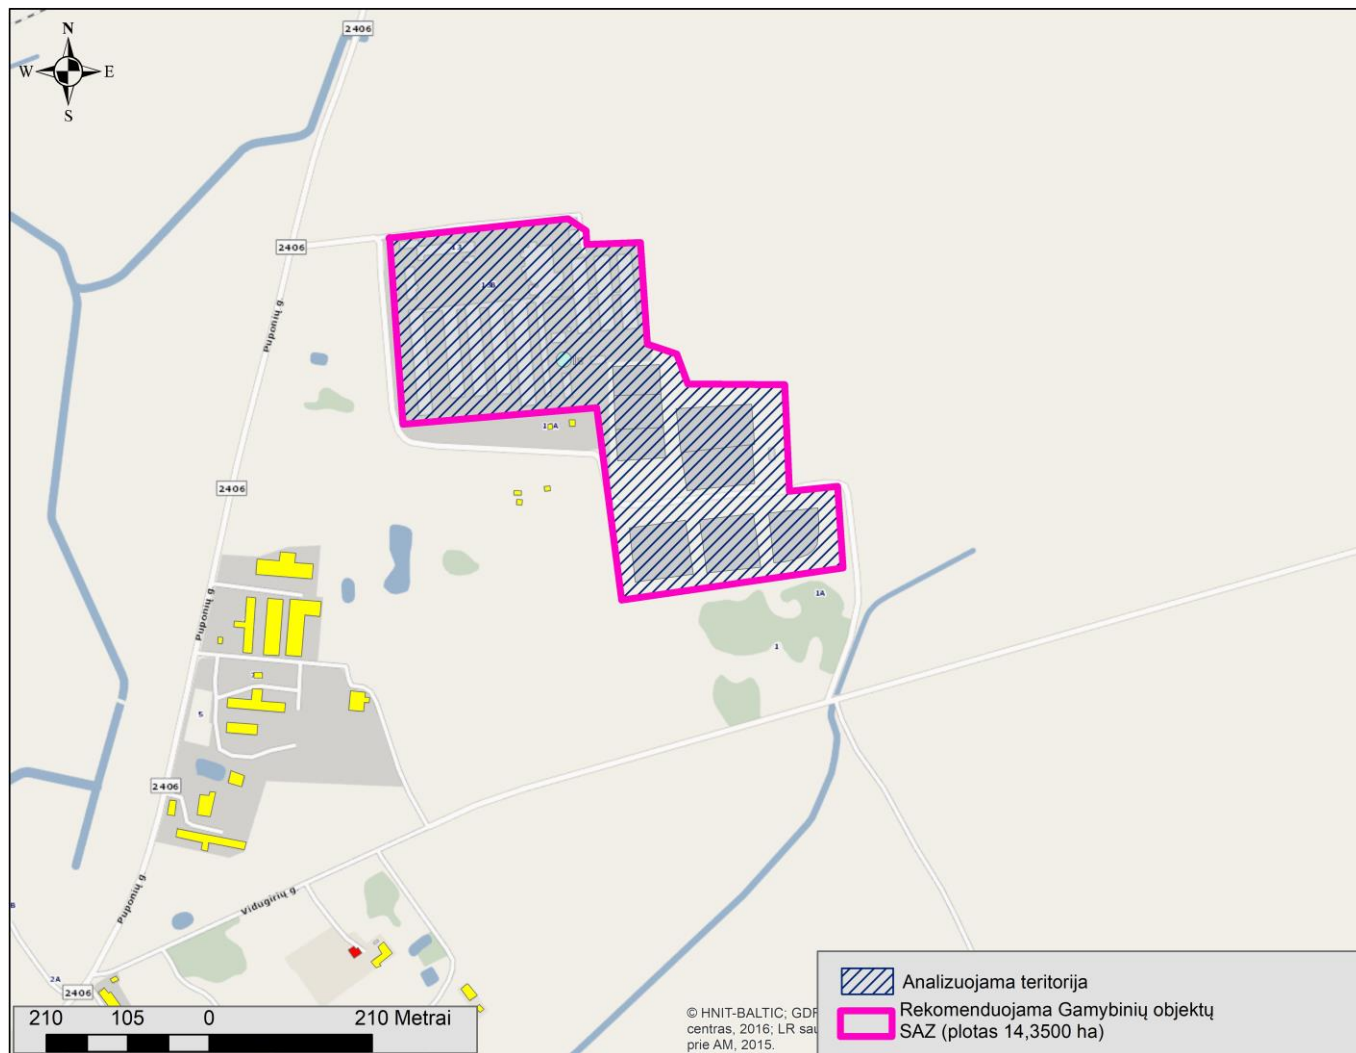 2406
N
W E
S
2406
Puponių g.
1A
2406
Puponių g.
1A
1
5
2406
Puponių g.
Vidugirių g.
B
2A
2406
210 105 0 210 Metrai
© HNIT-BALTIC; GDR
centras, 2016; LR sau
prie AM, 2015.
Analizuojama teritorija
Rekomenduojama Gamybinių objektų
SAZ (plotas 14,3500 ha)